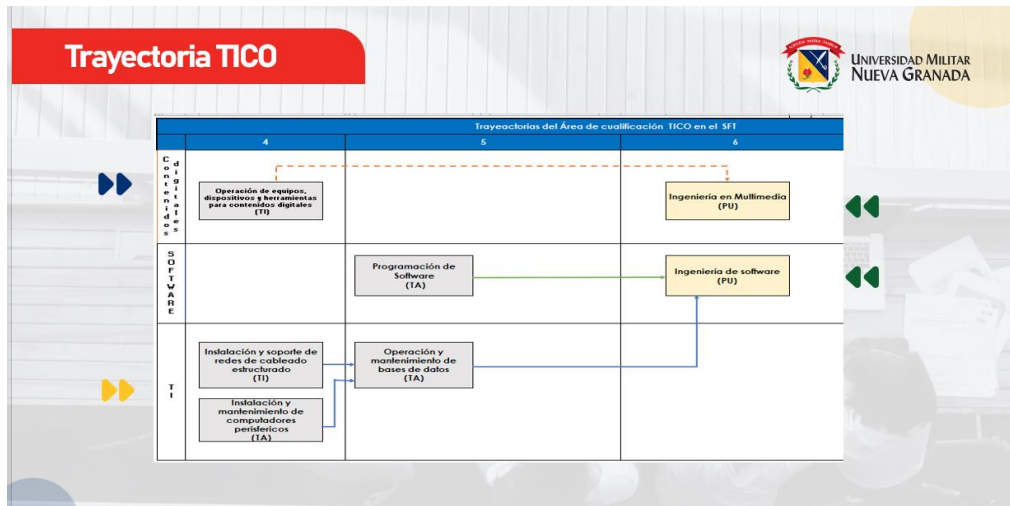 Trayectoria TICO
UNIVERSIDAD MILITAR
NUEVA GRANADA
Trayeactorias del Área de cualificación TICO en el SFT
4
5
6
Contenidos
digitales
Operación de equipos,
dispositivos y herramientas
para contenidos digitales
(TI)
Ingeniería en Multimedia
(PU)
SOFTWARE
Programación de
Software
(TA)
Ingeniería de software
(PU)
TI
Instalación y soporte de
redes de cableado
estructurado
(TI)
Operación y
mantenimiento de
bases de datos
(TA)
Instalación y
mantenimiento de
computadores
perisfericos
(TA)